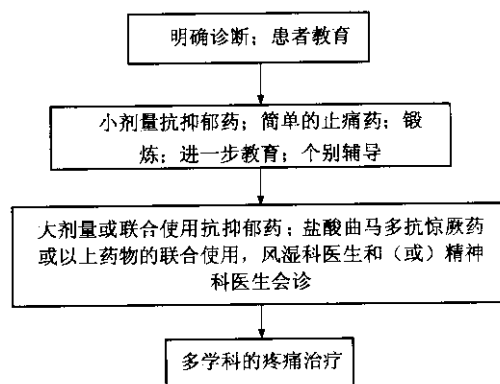 明确诊断；患者教育
小剂量抗抑郁药；简单的止痛药；锻
炼；进一步教育；个别辅导
大剂量或联合使用抗抑郁药；盐酸曲马多抗惊厥药
或以上药物的联合使用，风湿科医生和（或）精神
科医生会诊
多学科的疼痛治疗